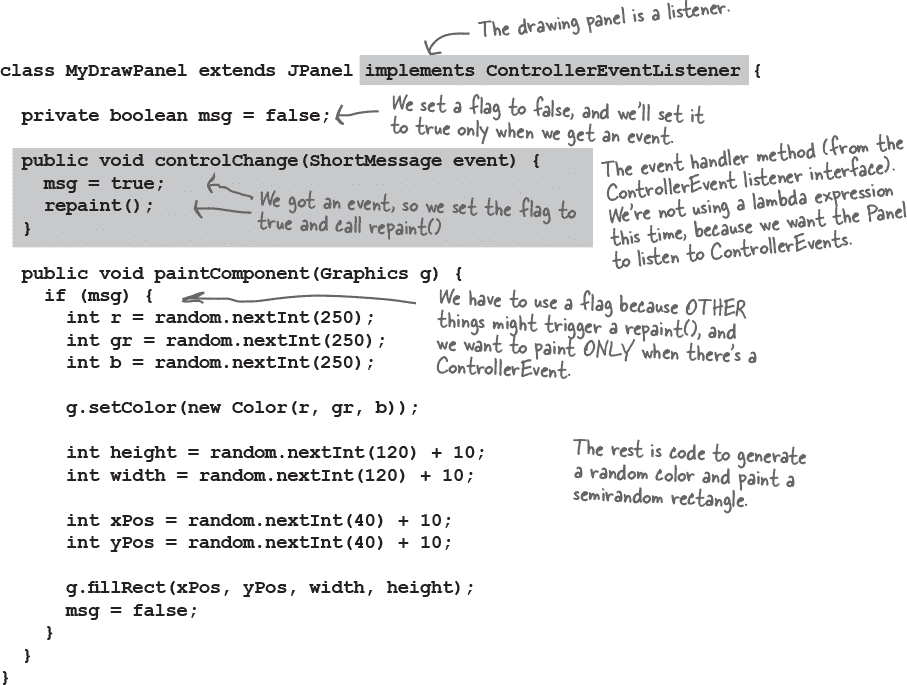 The drawing panel is a listener.
class MyDrawPanel extends JPanel implements ControllerEventListener {
private boolean msg = false;
We set a flag to false, and we'll set it
to true only when we get an event.
public void controlChange(ShortMessage event) {
msg = true;
repaint();
}
We got an event, so we set the flag to
true and call repaint()
The event handler method (from the
ControllerEvent listener interface).
We're not using a lambda expression
this time, because we want the Panel
to listen to ControllerEvents.
public void paintComponent(Graphics g) {
if (msg) {
int r = random.nextInt(250);
int gr = random.nextInt(250);
int b = random.nextInt(250);
We have to use a flag because OTHER
things might trigger a repaint(), and
we want to paint ONLY when there's a
ControllerEvent.
g.setColor(new Color(r, gr, b));
int height = random.nextInt(120) + 10;
int width = random.nextInt(120) + 10;
The rest is code to generate
a random color and paint a
semirandom rectangle.
int xPos = random.nextInt(40) + 10;
int yPos = random.nextInt(40) + 10;
g.fillRect(xPos, yPos, width, height);
msg = false;
}
}
}